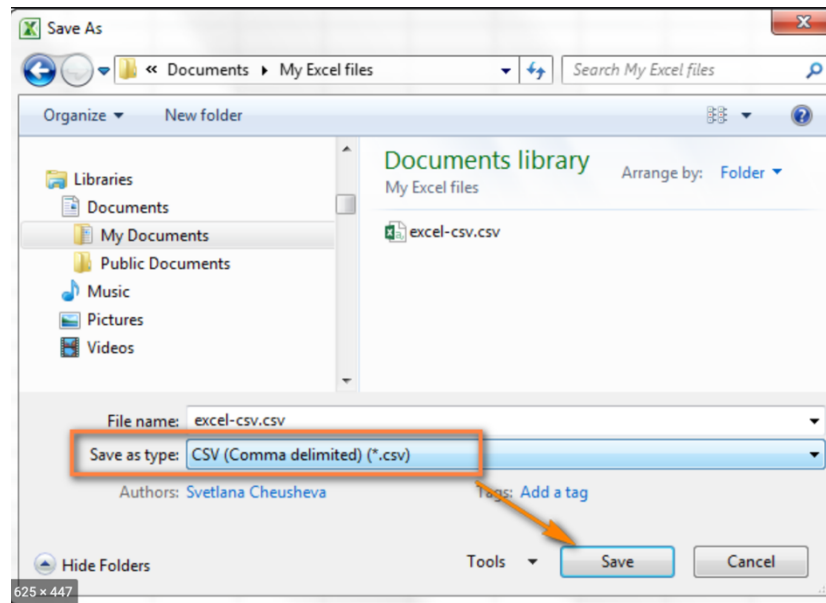 Save As
« Documents ▸ My Excel files
Search My Excel files
Organize
New folder
Libraries
Documents
My Documents
Public Documents
Music
Pictures
Videos
Documents library
My Excel files
Arrange by: Folder
excel-csv.csv
File name: excel-csv.csv
Save as type: CSV (Comma delimited) (*.csv)
Authors: Svetlana Cheusheva
Tags: Add a tag
Hide Folders
Tools
Save
Cancel
625 × 447